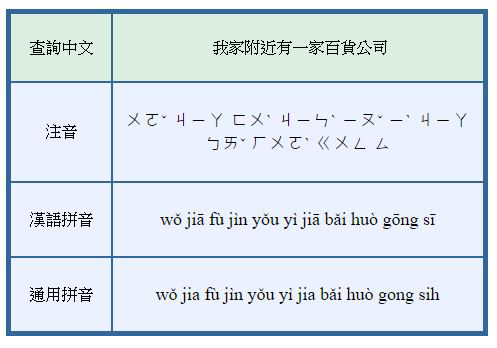 查詢中文 我家附近有一家百貨公司
注音 ㄨㄛˇ ㄐㄧㄚ ㄈㄨˋ ㄐㄧㄣˋ ㄧㄡˇ ㄧˋ ㄐㄧㄚ
ㄅㄞˇ ㄏㄨㄛˋ ㄍㄨㄥ ㄙ
漢語拼音 wǒ jiā fù jìn yǒu yì jiā bǎi huò gōng sī
通用拼音 wǒ jia fù jìn yǒu yì jia bǎi huò gong sih